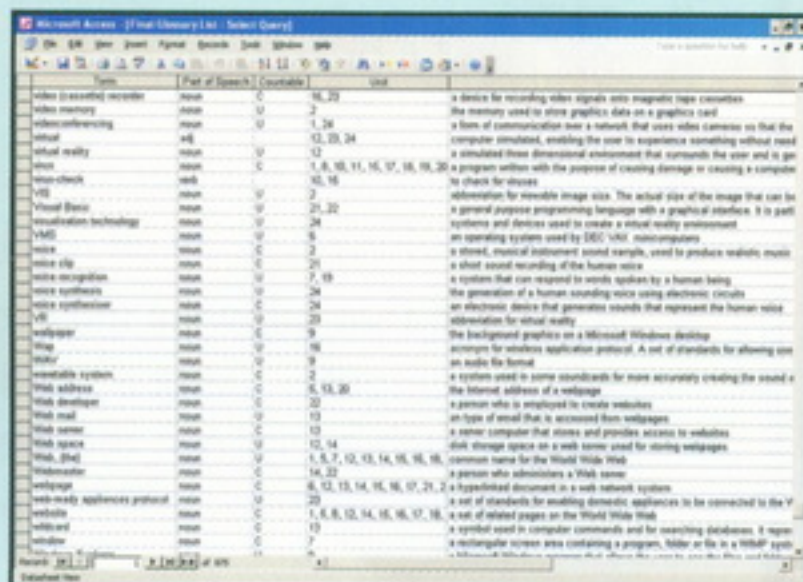 Microsoft Access - [Final Glossary List : Select Query]
File Edit View Insert Format Records Tools Window Help
Type a question for help
Term Part of Speech Countable Unit
video (cassette) recorder noun C 16, 23 a device for recording video signals onto magnetic tape cassettes
video memory noun U 2 the memory used to store graphics data on a graphics card
videoconferencing noun U 1, 24 a form of communication over a network that uses video cameras so that the
virtual adj 12, 23, 24 computer simulated, enabling the user to experience something without need
virtual reality noun U 12 a simulated three dimensional environment that surrounds the user and is ge
virus noun C 1, 8, 10, 11, 15, 17, 18, 19, 20 a program written with the purpose of causing damage or causing a computer
virus-check verb 10, 16 to check for viruses
VIS noun U 2 abbreviation for viewable image size. The actual size of the image that can be
Visual Basic noun U 21, 22 a general purpose programming language with a graphical interface. It is part
visualisation technology noun U 24 systems and devices used to create a virtual reality environment
VMS noun U 6 an operating system used by DEC VAX minicomputers
voice noun C 2 a stored, musical instrument sound sample, used to produce realistic music
voice clip noun C 21 a short sound recording of the human voice
voice recognition noun U 7, 19 a system that can respond to words spoken by a human being
voice synthesis noun U 24 the generation of a human sounding voice using electronic circuits
voice synthesiser noun C 24 an electronic device that generates sounds that represent the human voice
VR noun U 23 abbreviation for virtual reality
wallpaper noun C 9 the background graphics on a Microsoft Windows desktop
Wap noun U 16 acronym for wireless application protocol. A set of standards for allowing
WAV noun U 9 an audio file format
wavetable system noun C 2 a system used in some soundcards for more accurately creating the sound
Web address noun C 6, 13, 20 the Internet address of a webpage
Web developer noun C 22 a person who is employed to create websites
Web mail noun U 13 type of email that is accessed from webpages
Web server noun C 13 a server computer that stores and provides access to websites
Web space noun U 12, 14 disk storage space on a web server used for storing webpages
Web, (the) noun U 1, 5, 7, 12, 13, 14, 15, 16, 18, common name for the World Wide Web
Webmaster noun C 14, 22 a person who administers a Web server
webpage noun C 6, 12, 13, 14, 15, 16, 17, 21, 2 a hyperlinked document in a web network system
web-ready appliances protocol noun U 23 a set of standards for enabling domestic appliances to be connected to the
website noun C 1, 6, 8, 12, 14, 15, 16, 17, 18, a set of related pages on the World Wide Web
wildcard noun C 13 a symbol used in computer commands and for searching databases. It repre
window noun C 7 a rectangular screen area containing a program, folder or file in a WIMP syst
Record: 1 of
Datasheet View